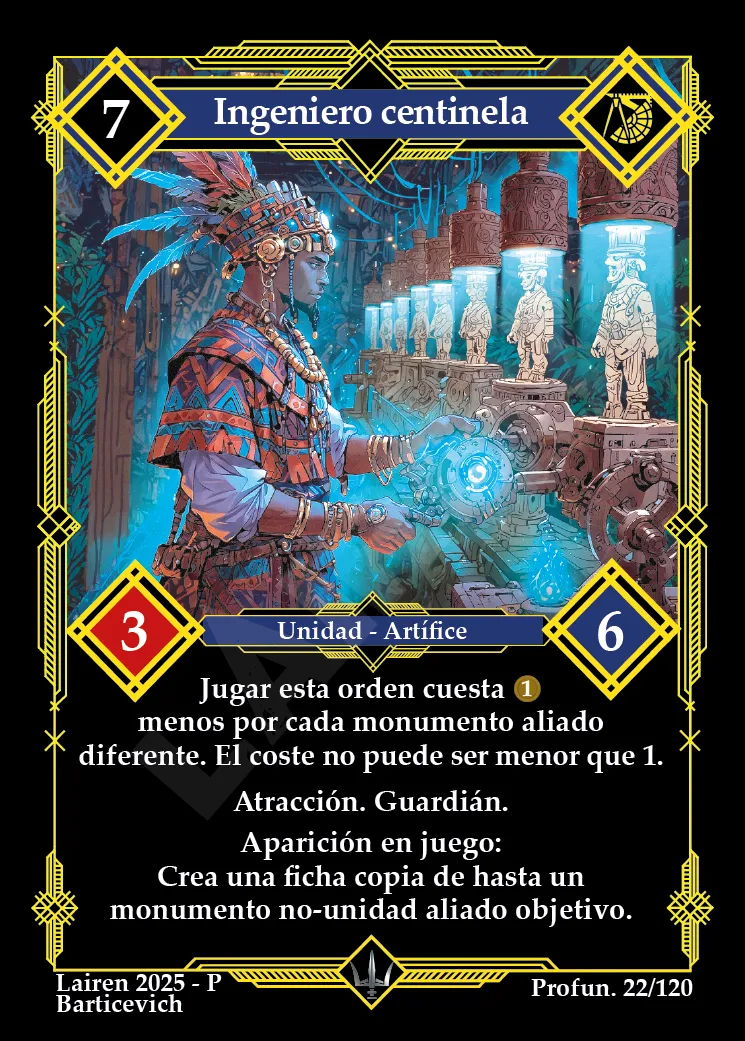 7
Ingeniero centinela
3
Unidad - Artífice
6
Jugar esta orden cuesta 1
menos por cada monumento aliado
diferente. El coste no puede ser menor que 1.
Atracción. Guardián.
Aparición en juego:
Crea una ficha copia de hasta un
monumento no-unidad aliado objetivo.
Lairen 2025 - P
Barticevich
Profun. 22/120